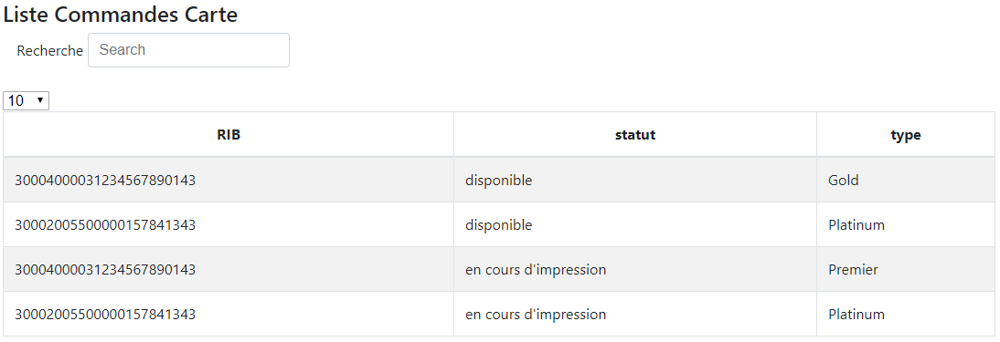 Liste Commandes Carte
Recherche Search
10
RIB statut type
30004000031234567890143 disponible Gold
30002005500000157841343 disponible Platinum
30004000031234567890143 en cours d'impression Premier
30002005500000157841343 en cours d'impression Platinum